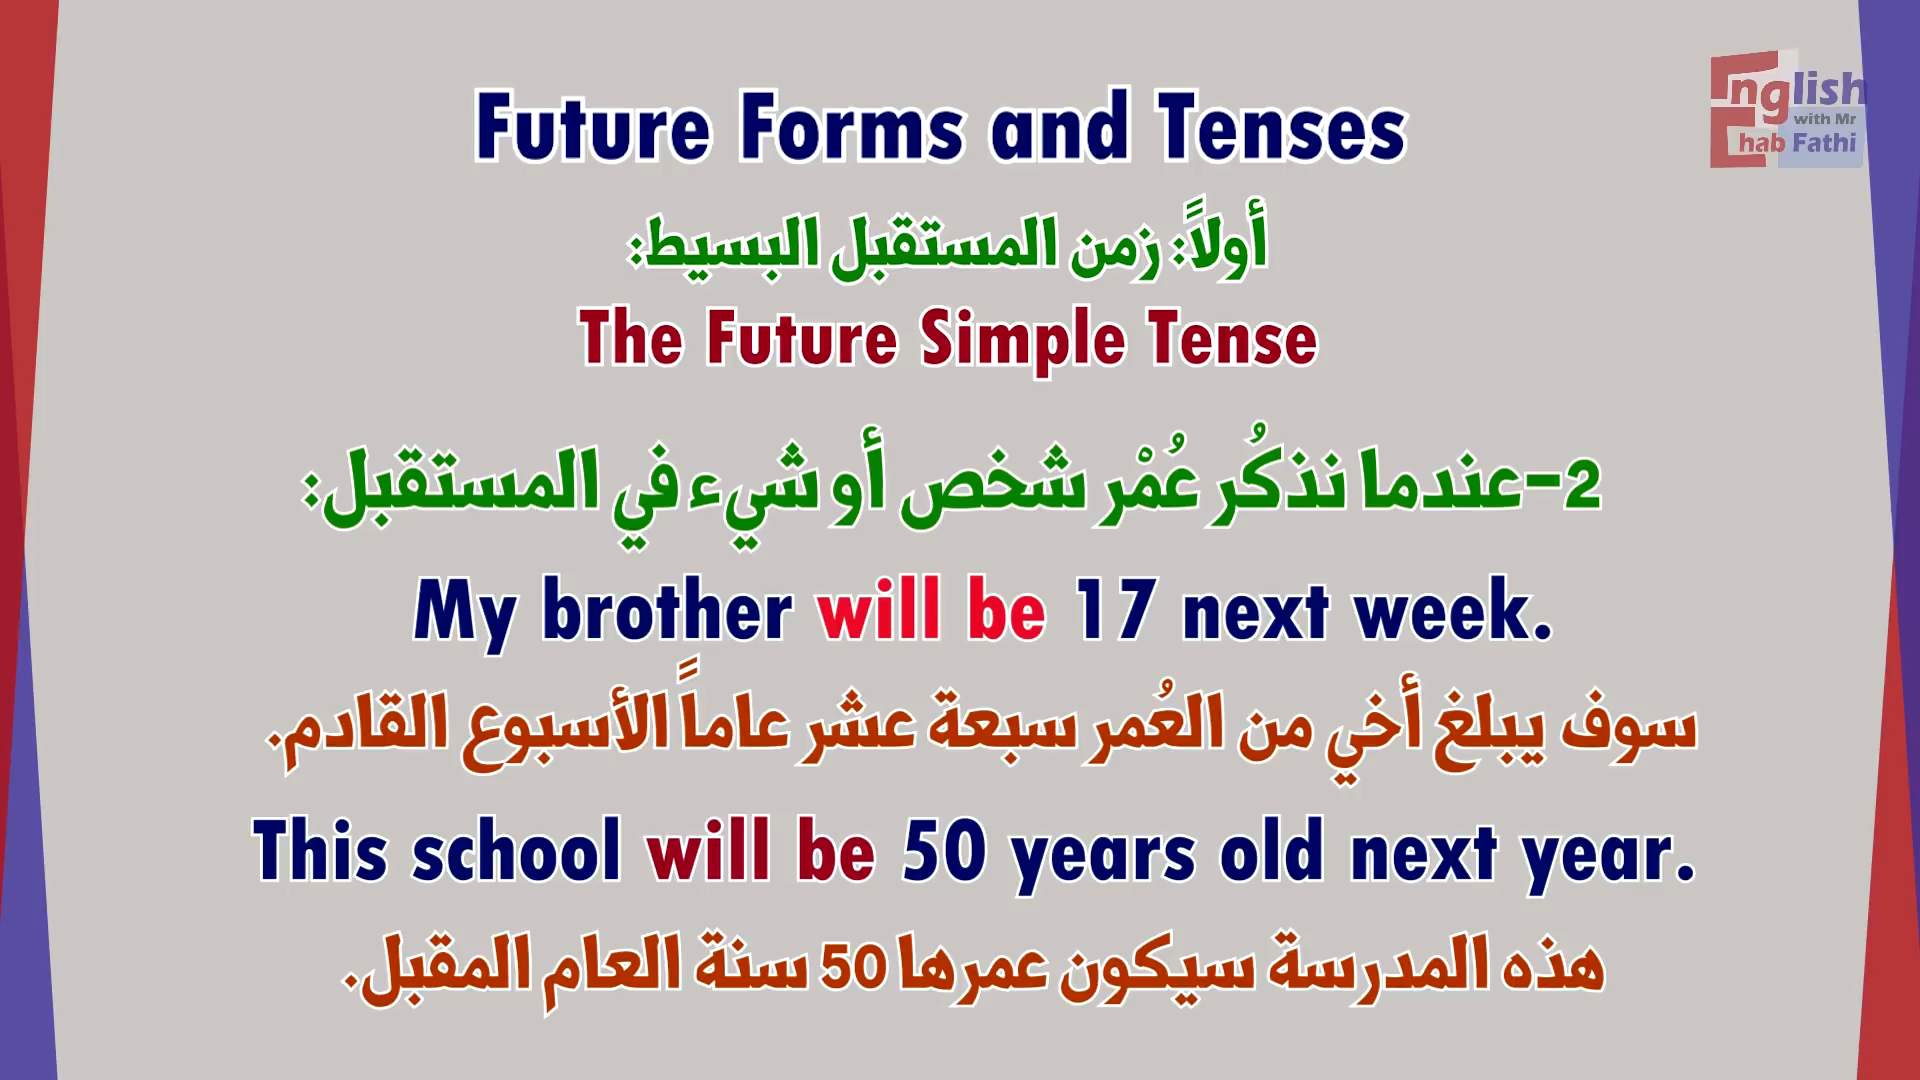 English
with Mr
Ehab Fathi
Future Forms and Tenses
أولاً: زمن المستقبل البسيط:
The Future Simple Tense
2-عندما نذكُر عُمْر شخص أو شيء في المستقبل:
My brother will be 17 next week.
سوف يبلغ أخي من العُمر سبعة عشر عاماً الأسبوع القادم.
This school will be 50 years old next year.
هذه المدرسة سيكون عمرها 50 سنة العام المقبل.